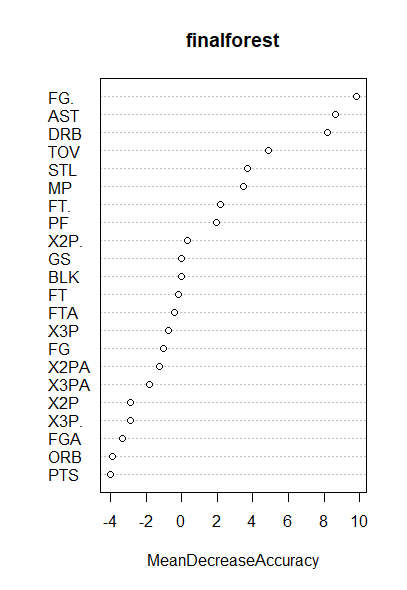 finalforest
FG.
AST
DRB
TOV
STL
MP
FT.
PF
X2P.
GS
BLK
FT
FTA
X3P
FG
X2PA
X3PA
X2P
X3P.
FGA
ORB
PTS
-4 -2 0 2 4 6 8 10
MeanDecreaseAccuracy